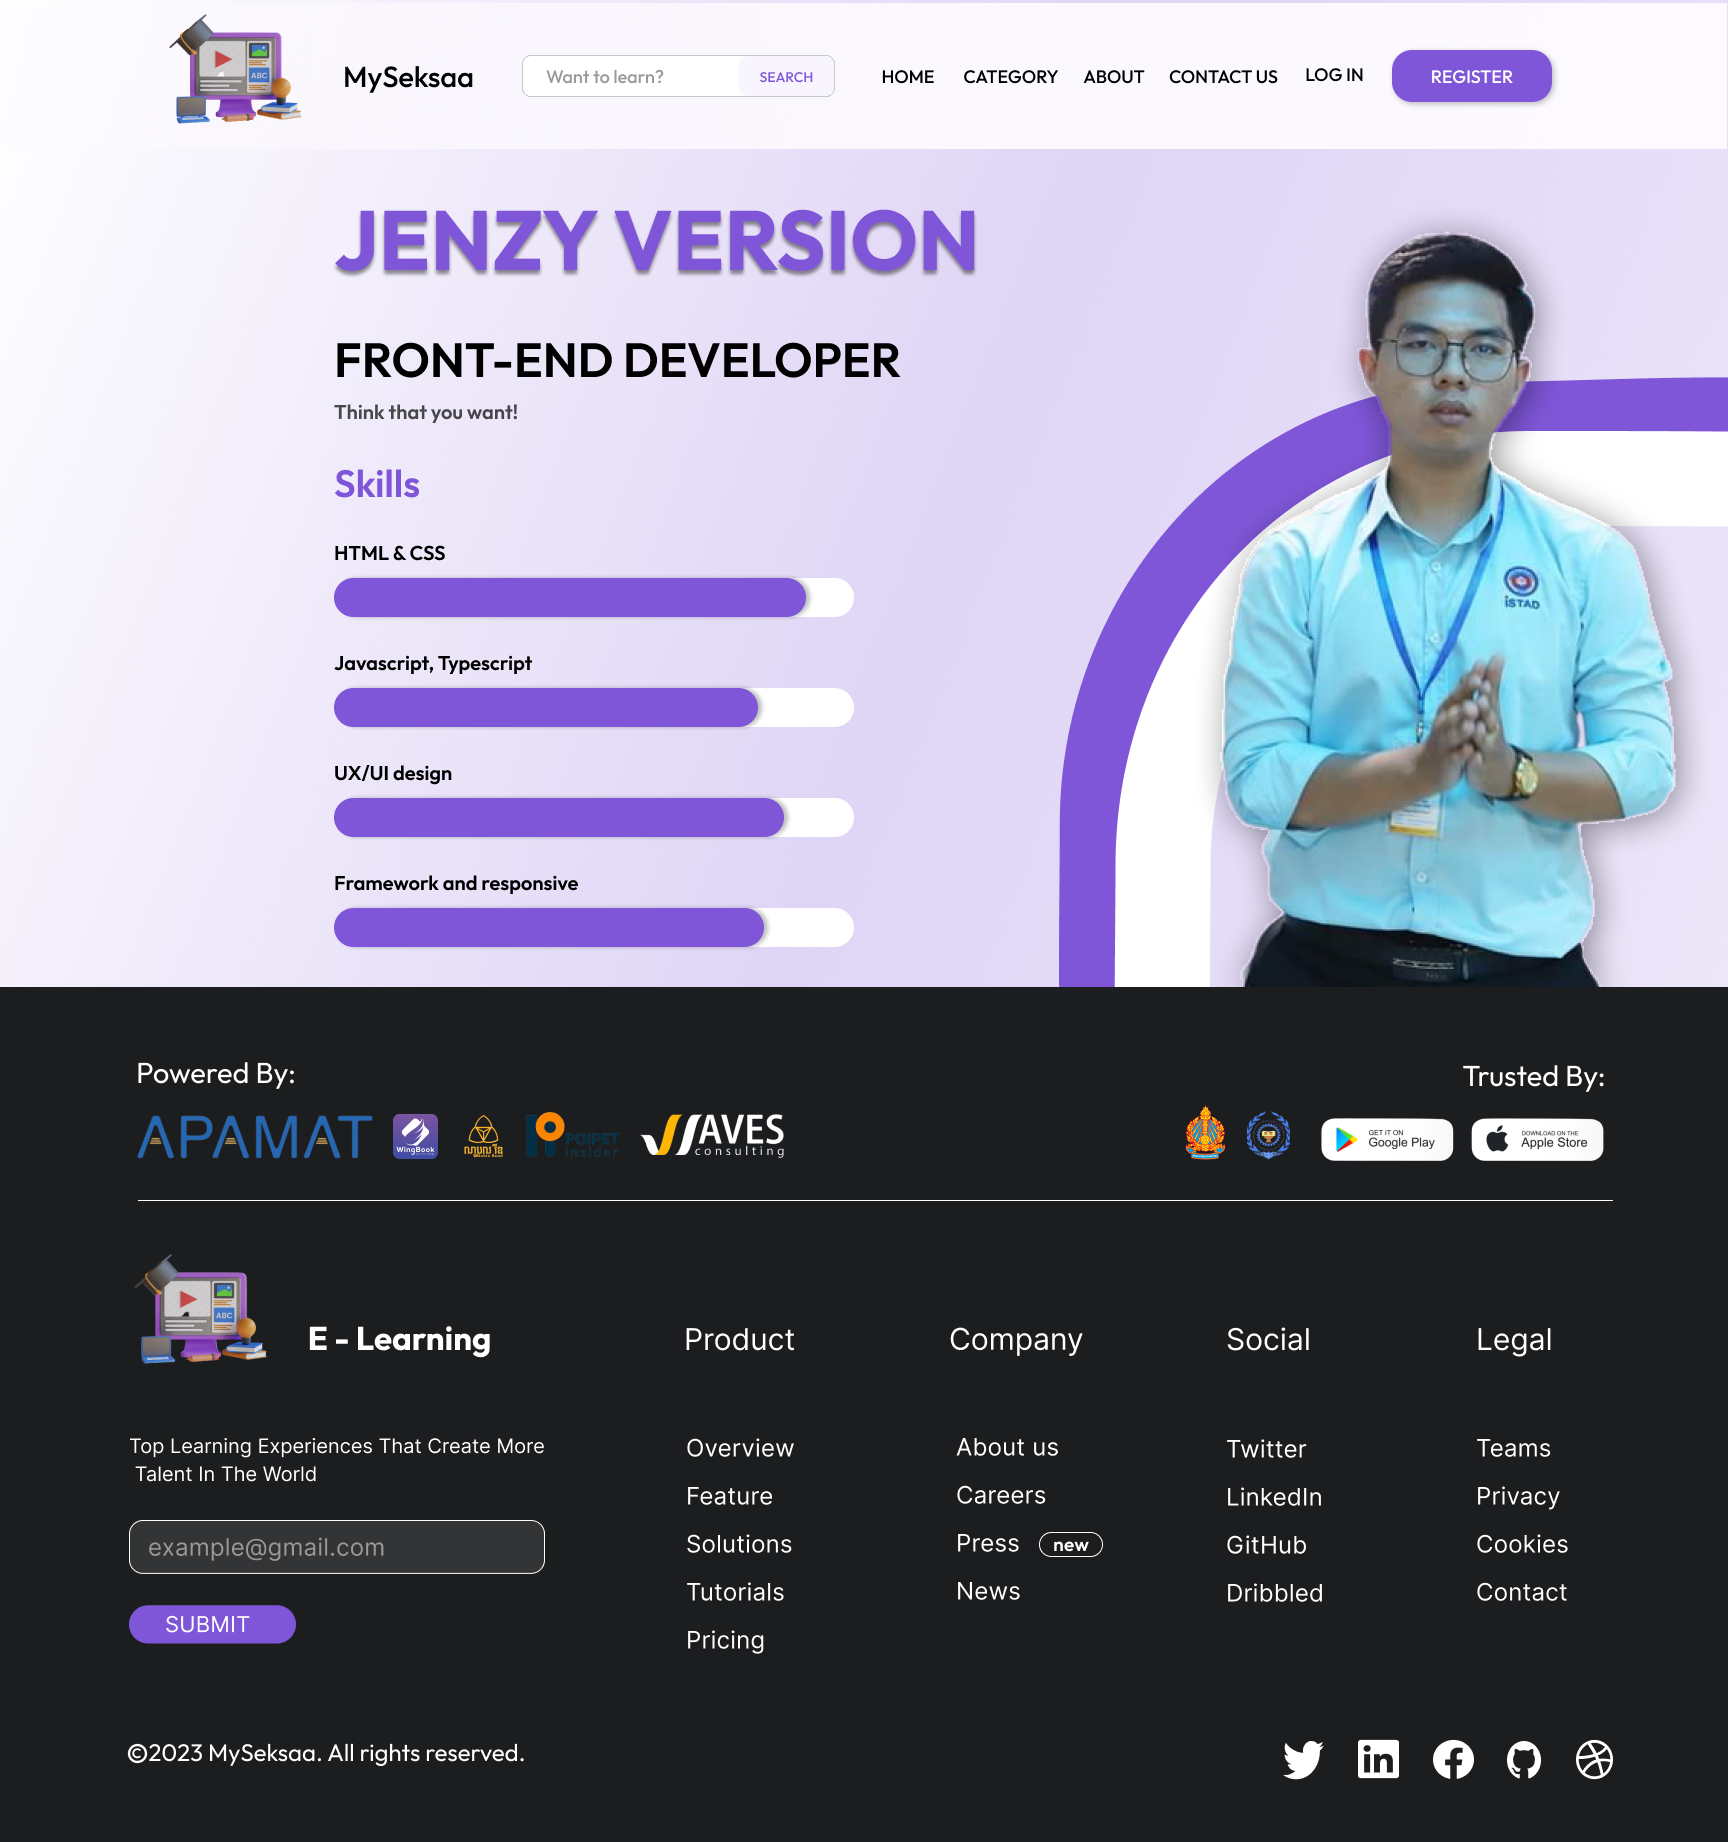 MySeksaa
Want to learn?
SEARCH
HOME
CATEGORY
ABOUT
CONTACT US
LOG IN
REGISTER
ABC
JENZY VERSION
FRONT-END DEVELOPER
Think that you want!
Skills
HTML & CSS
Javascript, Typescript
UX/UI design
Framework and responsive
iSTAD
Powered By:
Trusted By:
APAMAT
WingBook
POIPET
insider
WAVES
consulting
GET IT ON
Google Play
DOWNLOAD ON THE
Apple Store
ABC
E - Learning
Top Learning Experiences That Create More
Talent In The World
example@gmail.com
SUBMIT
Product
Overview
Feature
Solutions
Tutorials
Pricing
Company
About us
Careers
Press new
News
Social
Twitter
LinkedIn
GitHub
Dribbled
Legal
Teams
Privacy
Cookies
Contact
©2023 MySeksaa. All rights reserved.